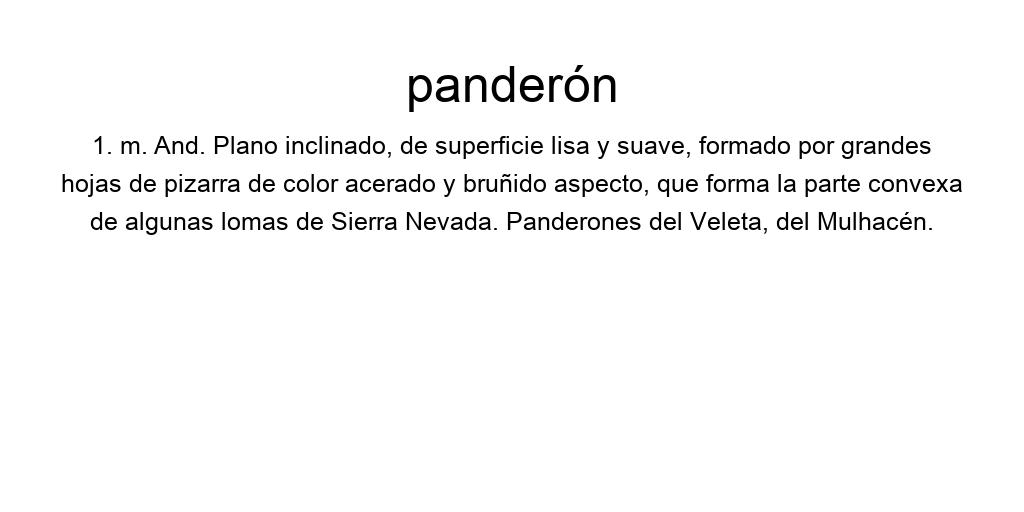 panderón
1. m. And. Plano inclinado, de superficie lisa y suave, formado por grandes
hojas de pizarra de color acerado y bruñido aspecto, que forma la parte convexa
de algunas lomas de Sierra Nevada. Panderones del Veleta, del Mulhacén.